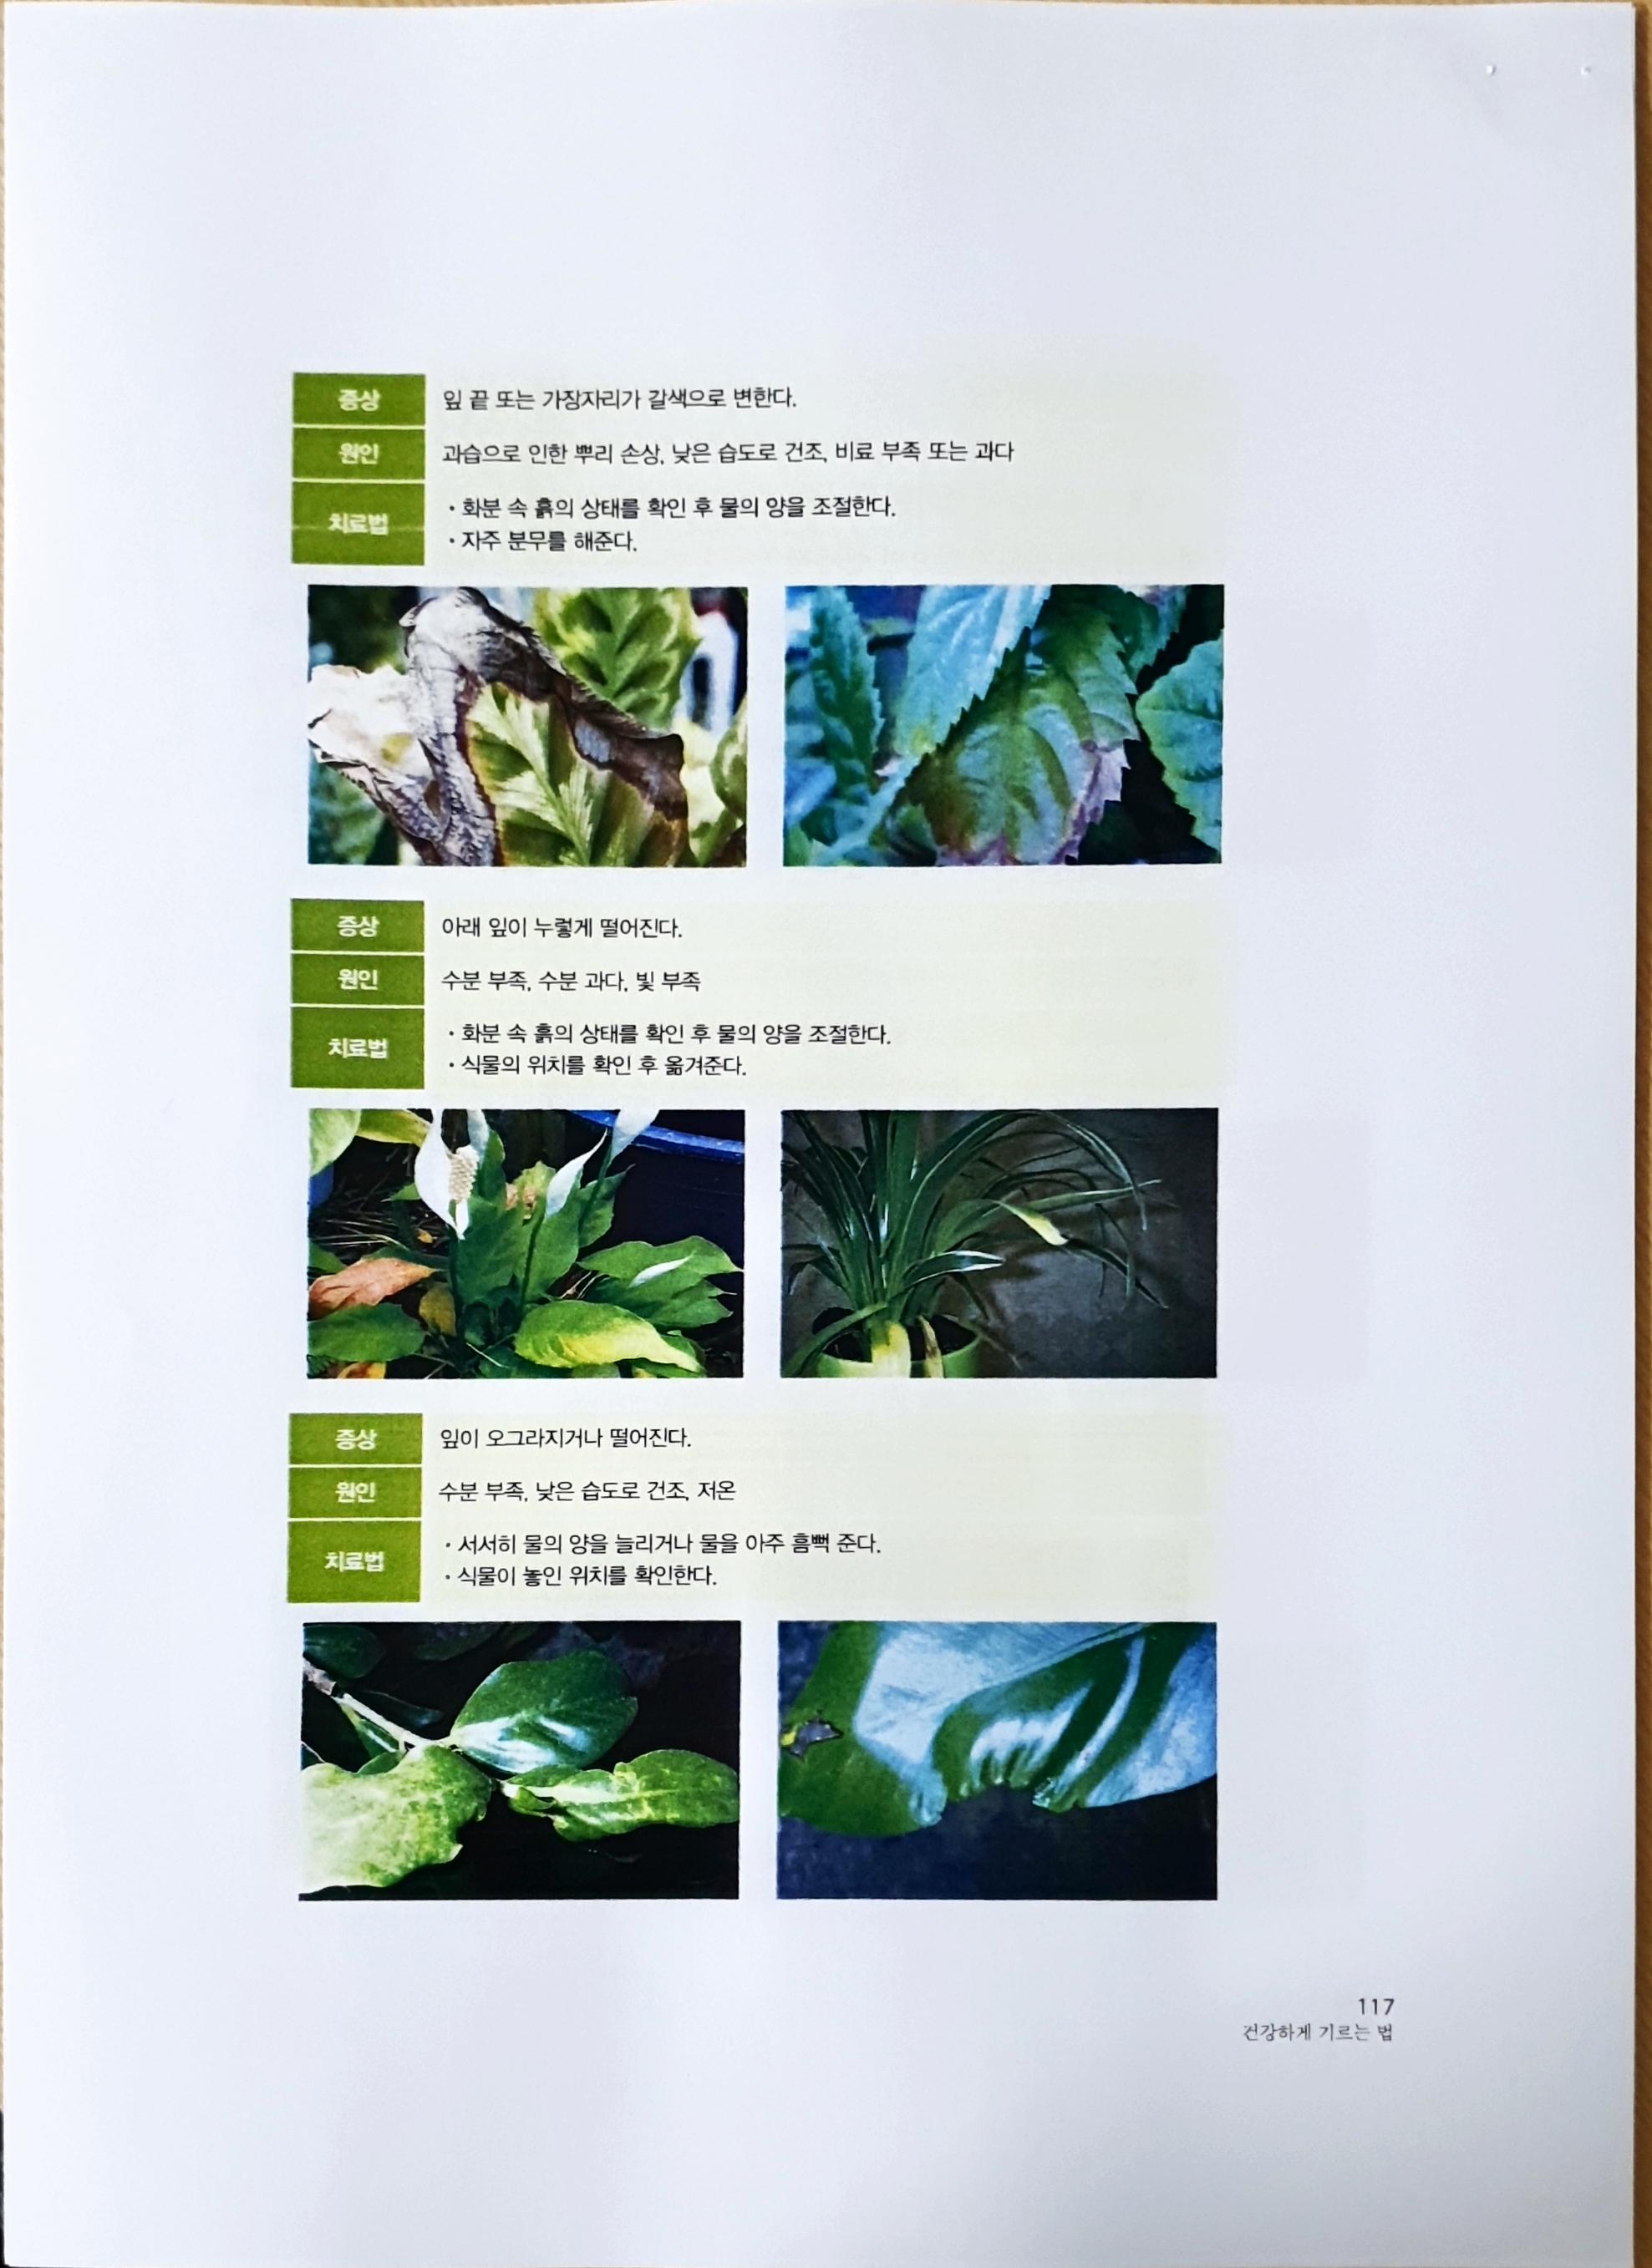 증상 잎 끝 또는 가장자리가 갈색으로 변한다.
원인 과습으로 인한 뿌리 손상, 낮은 습도로 건조, 비료 부족 또는 과다
치료법
• 화분 속 흙의 상태를 확인 후 물의 양을 조절한다.
• 자주 분무를 해준다.
증상 아래 잎이 누렇게 떨어진다.
원인 수분 부족, 수분 과다, 빛 부족
치료법
• 화분 속 흙의 상태를 확인 후 물의 양을 조절한다.
• 식물의 위치를 확인 후 옮겨준다.
증상 잎이 오그라지거나 떨어진다.
원인 수분 부족, 낮은 습도로 건조, 저온
치료법
• 서서히 물의 양을 늘리거나 물을 아주 흠뻑 준다.
• 식물이 놓인 위치를 확인한다.
117
건강하게 기르는 법